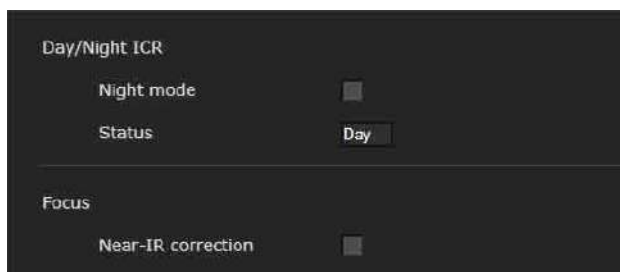 Day/Night ICR
Night mode
Status Day
Focus
Near-IR correction